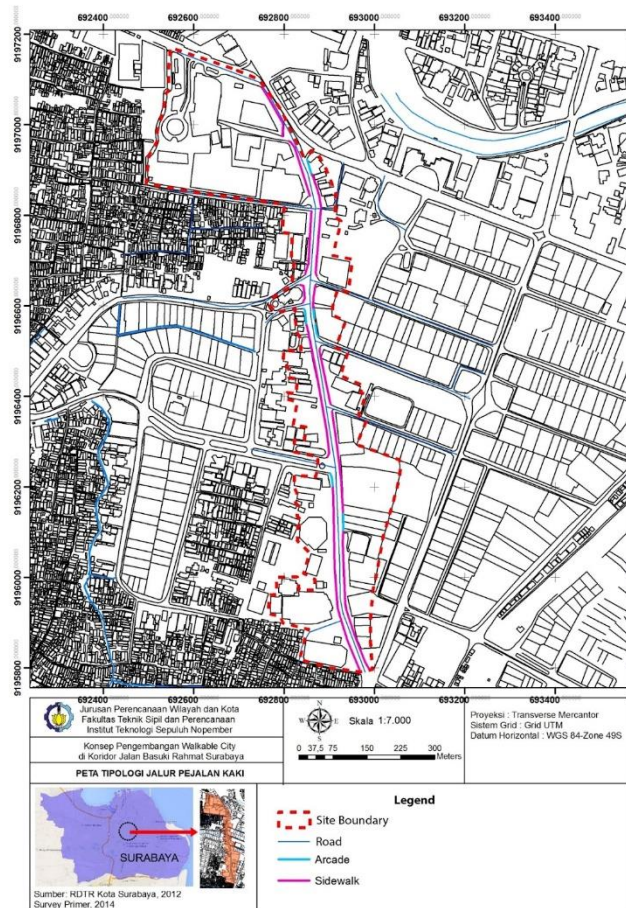 692400 692600 692800 693000 693200 693400
9197200
9197000
9196800
9196600
9196400
9196200
9196000
9195800
692400 692600 692800 693000 693200 693400
Jurusan Perencanaan Wilayah dan Kota
Fakultas Teknik Sipil dan Perencanaan
Institut Teknologi Sepuluh Nopember
Konsep Pengembangan Walkable City
di Koridor Jalan Basuki Rahmat Surabaya
PETA TIPOLOGI JALUR PEJALAN KAKI
N
W E
S
Skala 1:7.000
0 37,5 75 150 225 300
Meters
Proyeksi : Transverse Mercantor
Sistem Grid : Grid UTM
Datum Horizontal : WGS 84-Zone 49S
SURABAYA
Sumber: RDTR Kota Surabaya, 2012
Survey Primer, 2014
Legend
Site Boundary
Road
Arcade
Sidewalk